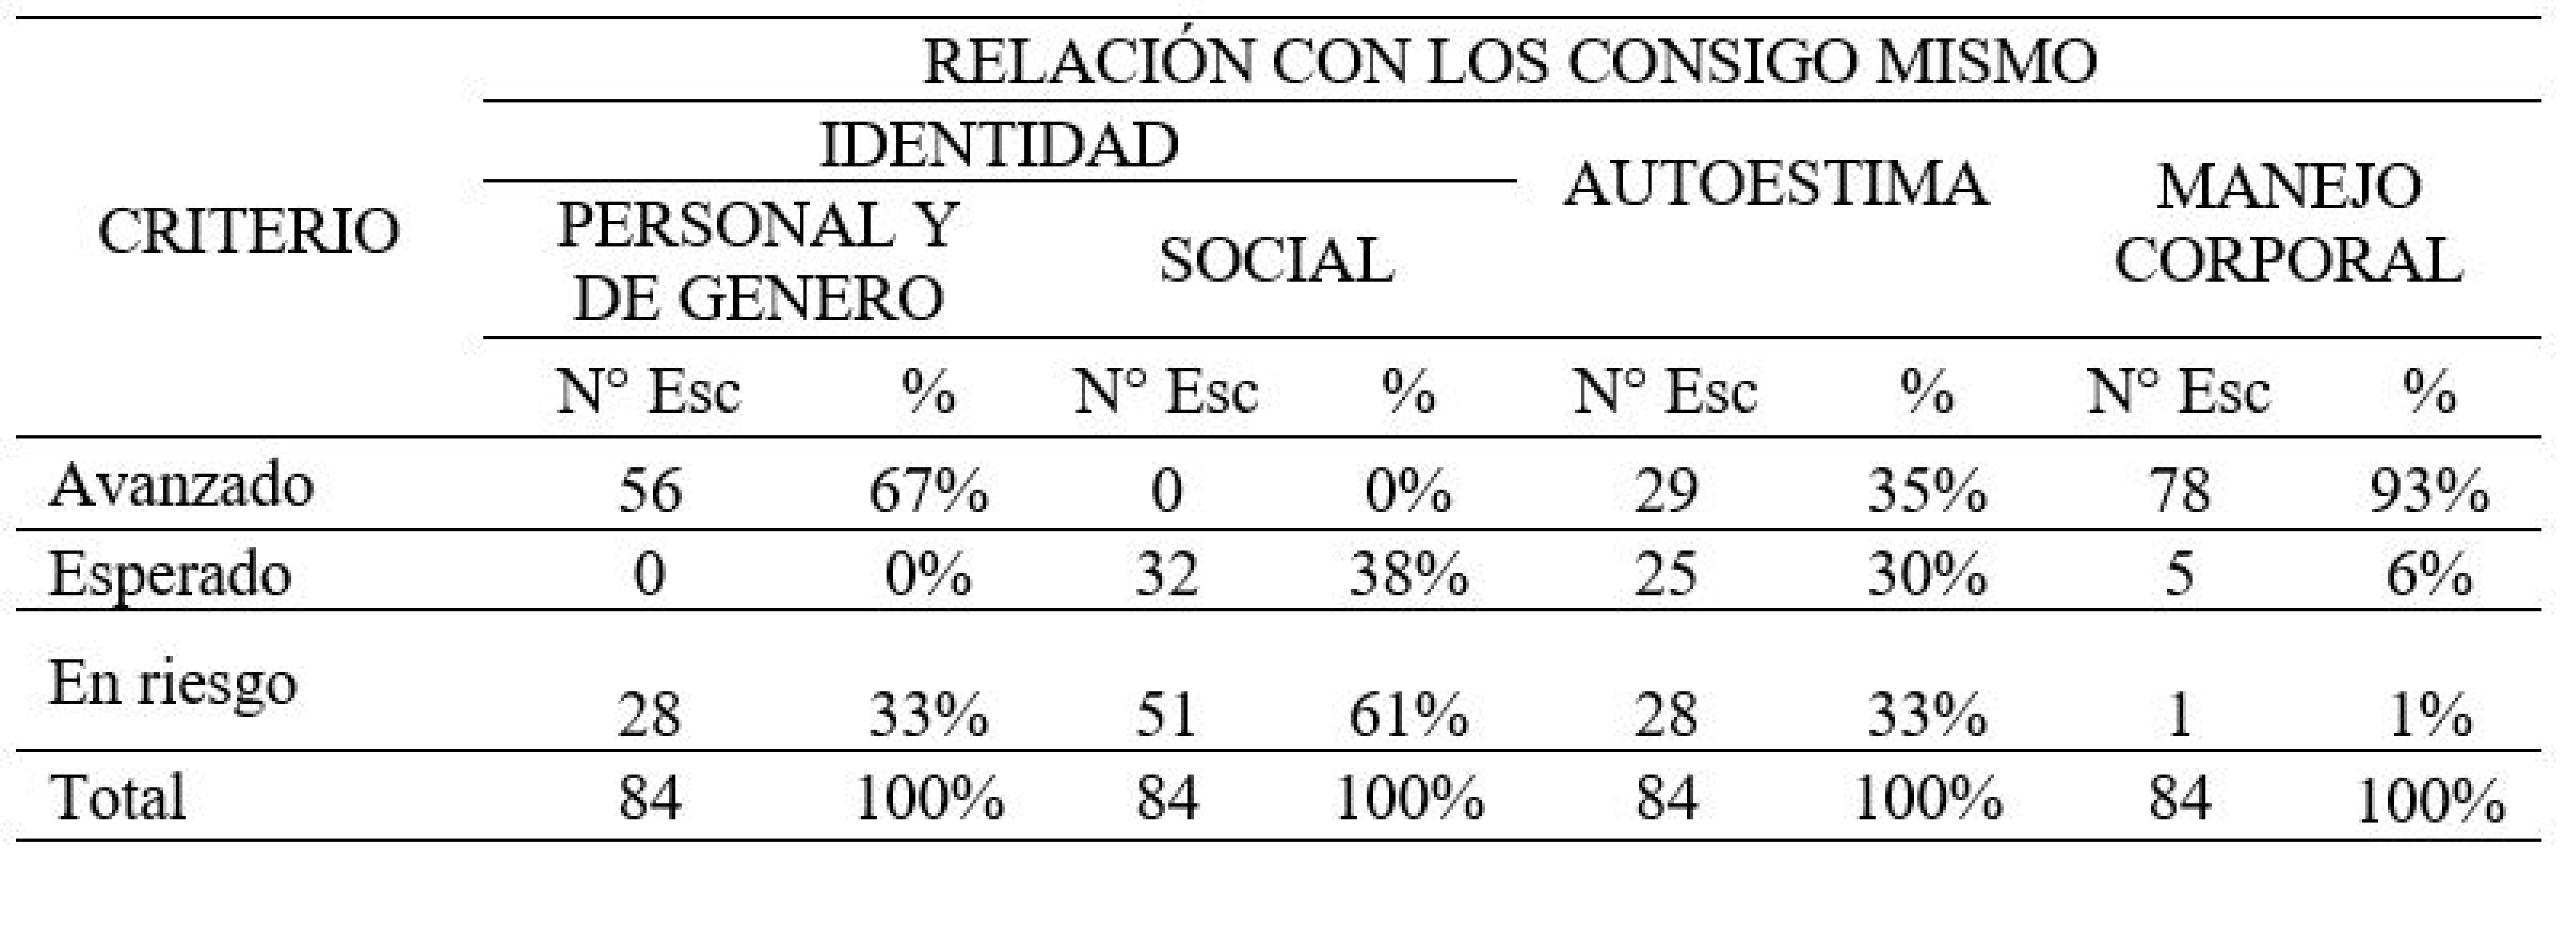 RELACIÓN CON LOS CONSIGO MISMO
IDENTIDAD
AUTOESTIMA
MANEJO
CORPORAL
CRITERIO
PERSONAL Y
DE GENERO
SOCIAL
N° Esc % N° Esc % N° Esc % N° Esc %
Avanzado 56 67% 0 0% 29 35% 78 93%
Esperado 0 0% 32 38% 25 30% 5 6%
En riesgo 28 33% 51 61% 28 33% 1 1%
Total 84 100% 84 100% 84 100% 84 100%